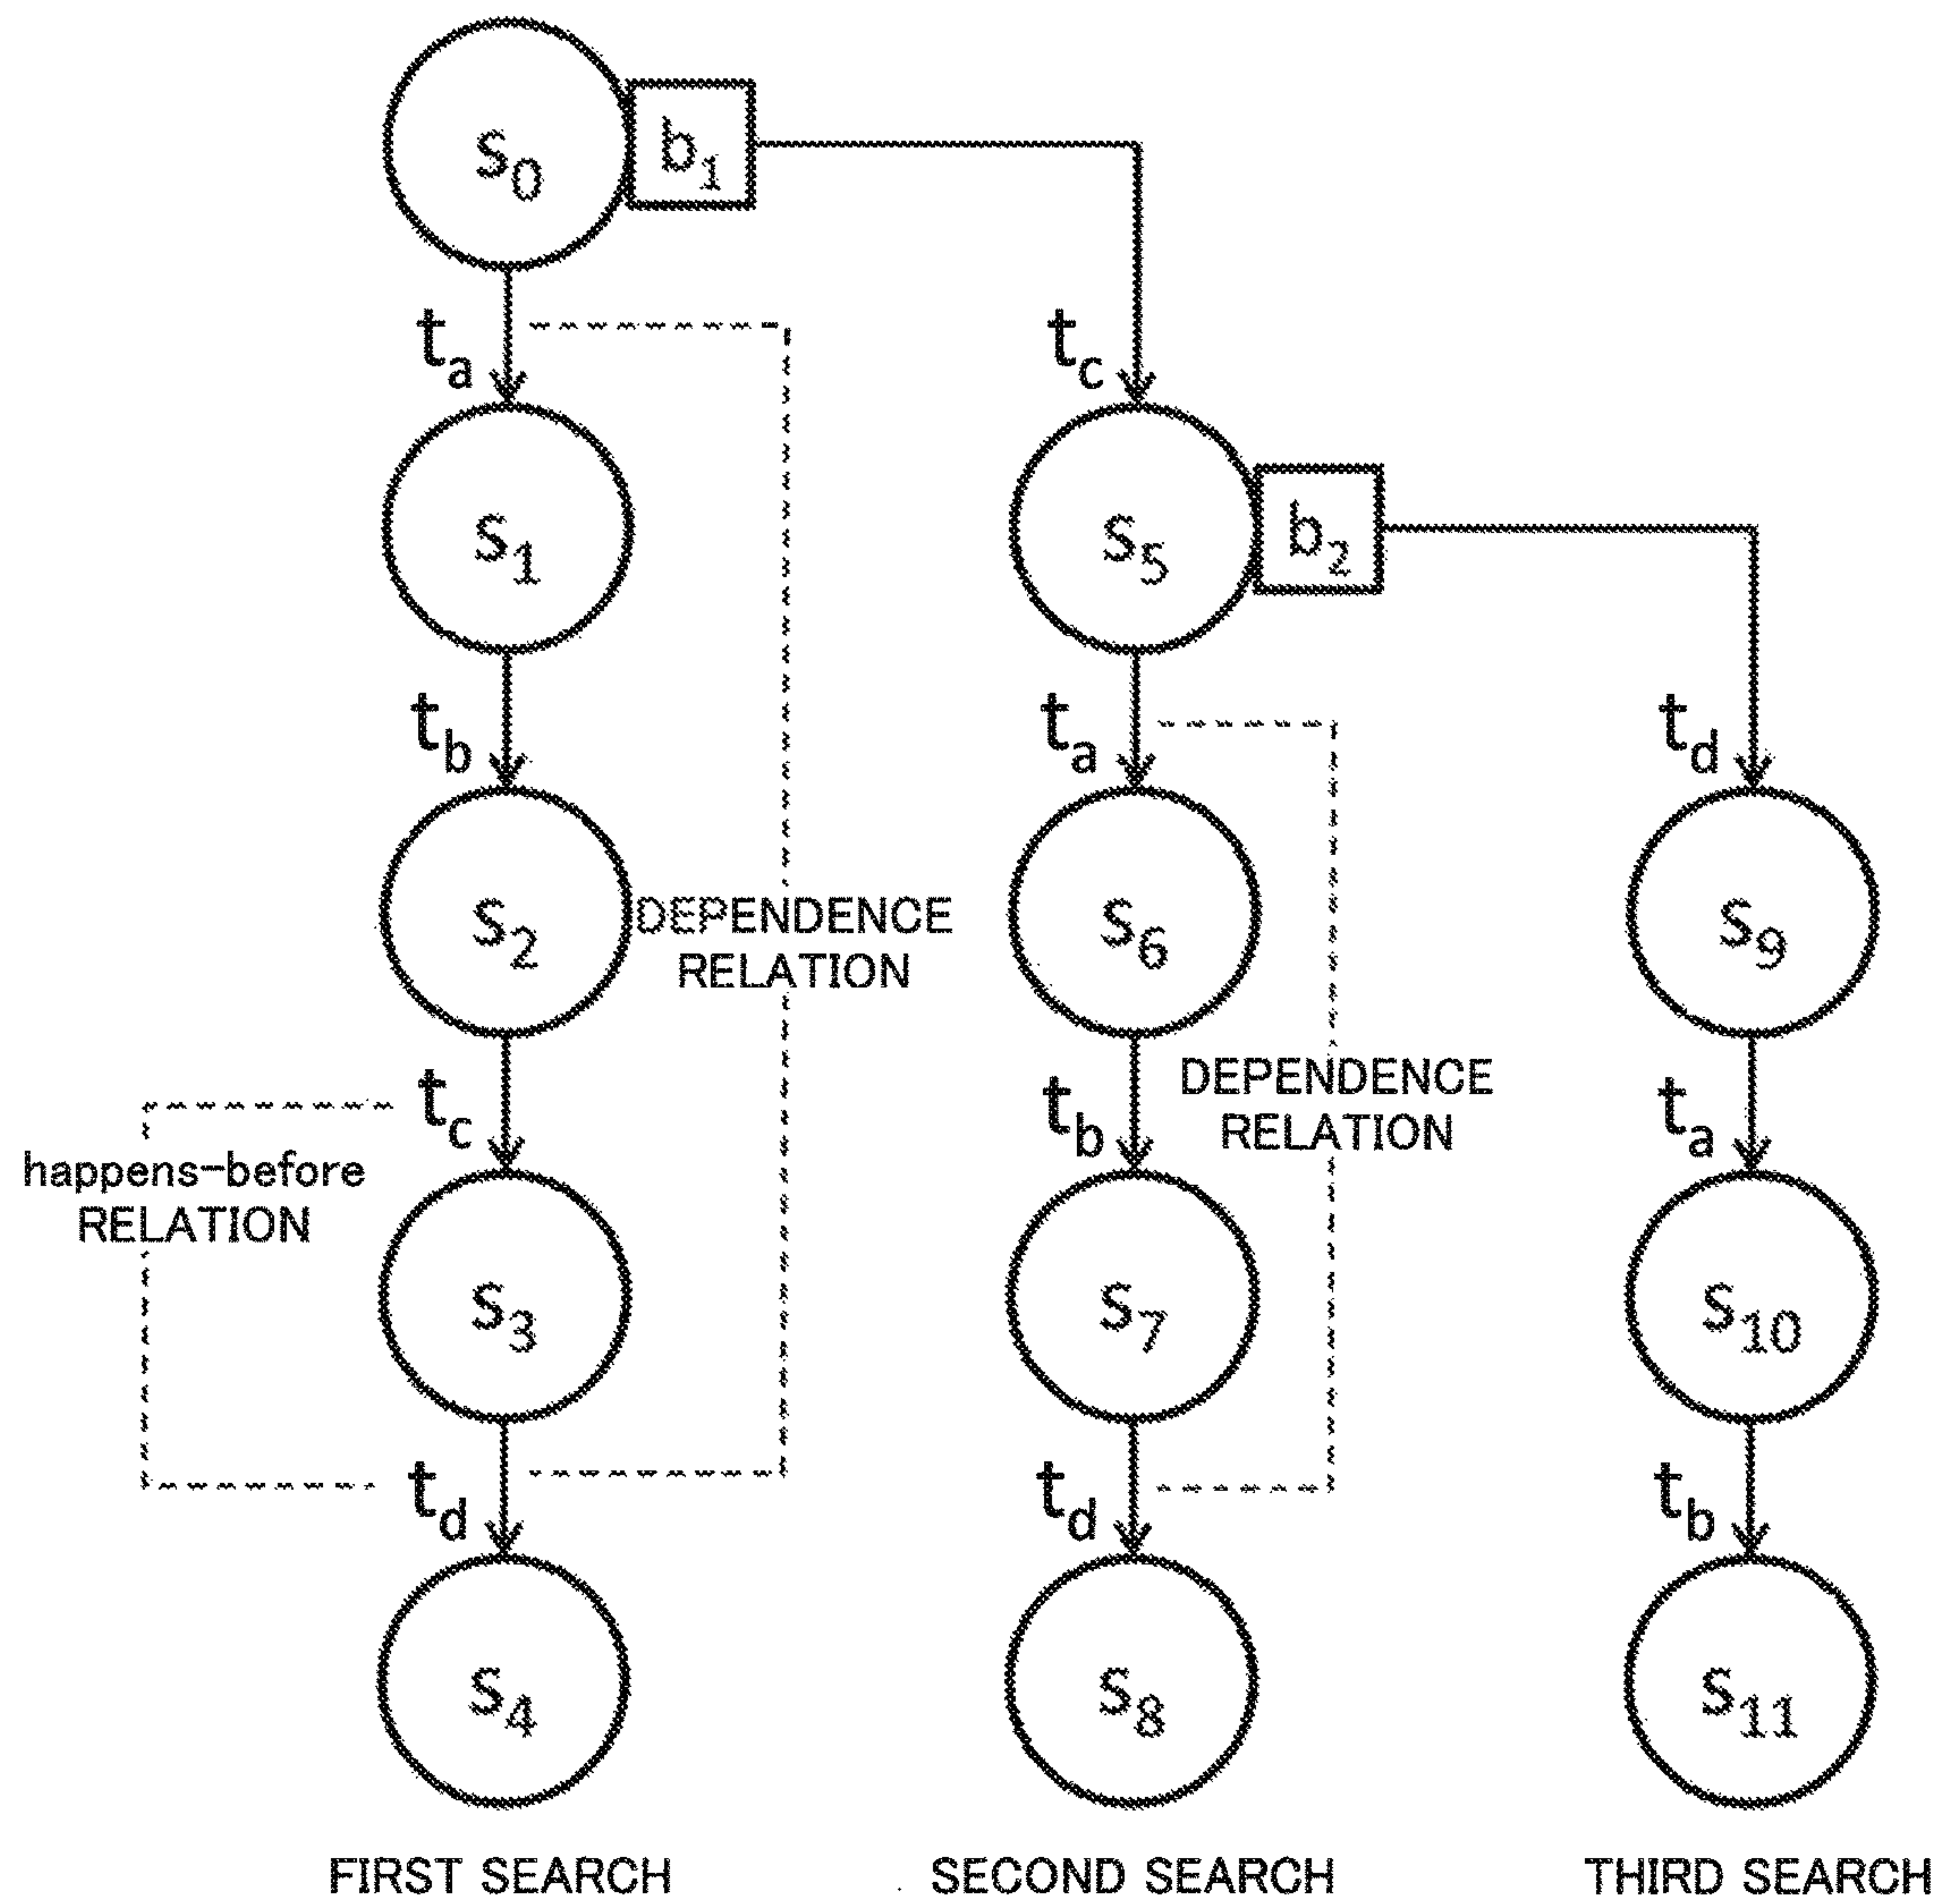 s0
b1
ta
tc
s1
s5
b2
tb
ta
td
s2
DEPENDENCE
RELATION
s6
s9
tc
happens-before
RELATION
tb
DEPENDENCE
RELATION
ta
s3
s7
s10
td
td
tb
s4
s8
s11
FIRST SEARCH
SECOND SEARCH
THIRD SEARCH